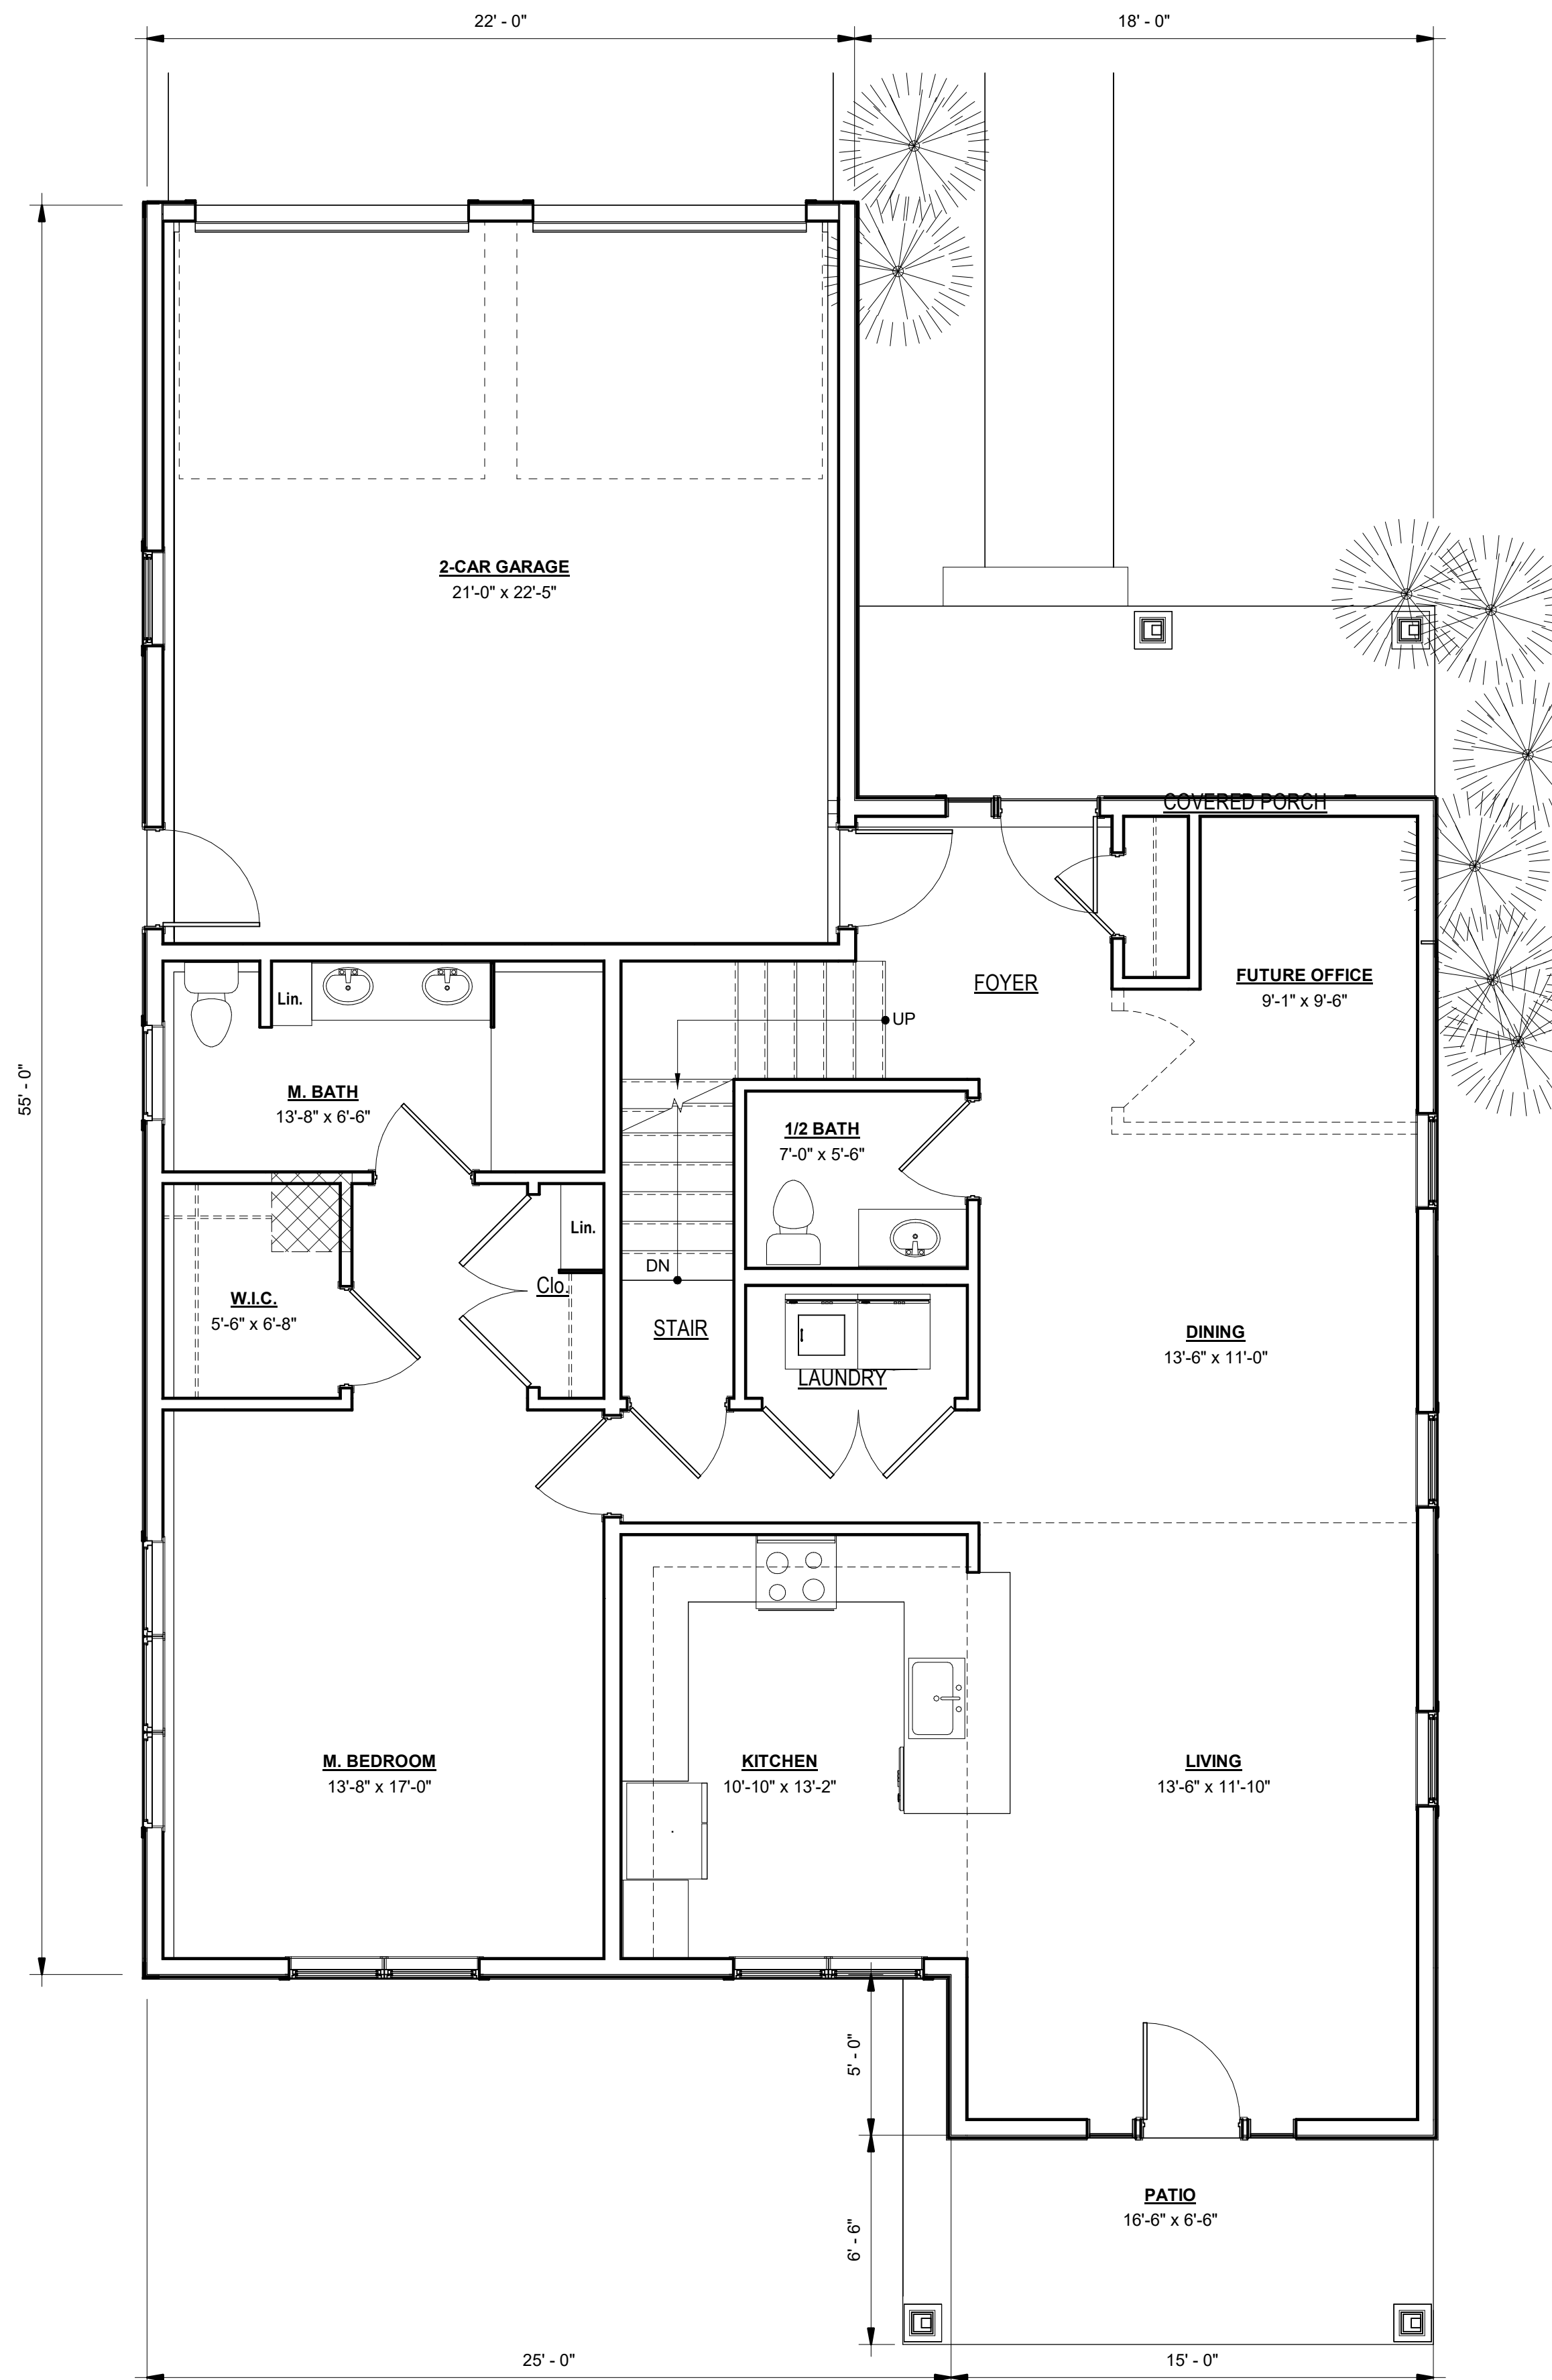 22' - 0"
18' - 0"
2-CAR GARAGE
21'-0" x 22'-5"
COVERED PORCH
55' - 0"
FOYER
FUTURE OFFICE
9'-1" x 9'-6"
Lin.
UP
M. BATH
13'-8" x 6'-6"
1/2 BATH
7'-0" x 5'-6"
Lin.
DN
Clo.
W.I.C.
5'-6" x 6'-8"
STAIR
LAUNDRY
DINING
13'-6" x 11'-0"
M. BEDROOM
13'-8" x 17'-0"
KITCHEN
10'-10" x 13'-2"
LIVING
13'-6" x 11'-10"
5' - 0"
PATIO
16'-6" x 6'-6"
6' - 6"
25' - 0"
15' - 0"